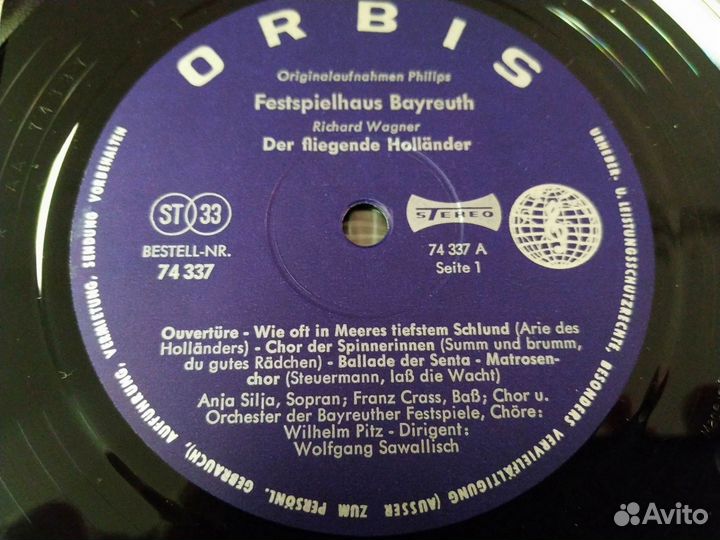 ORBIS
Originalaufnahmen Philips
Festspielhaus Bayreuth
Richard Wagner
Der fliegende Holländer
ST 33
BESTELL-NR.
74 337
STEREO
74 337 A
Seite 1
Ouvertüre - Wie oft in Meeres tiefstem Schlund (Arie des
Holländers) - Chor der Spinnerinnen (Summ und brumm,
du gutes Rädchen) - Ballade der Senta - Matrosen-
chor (Steuermann, laß die Wacht)
Anja Silja, Sopran; Franz Crass, Baß; Chor u.
Orchester der Bayreuther Festspiele, Chöre:
Wilhelm Pitz - Dirigent:
Wolfgang Sawallisch
URHEBER- U. LEISTUNGSSCHUTZRECHTE, BESONDERS VERVIELFÄLTIGUNG (AUSSER ZUM PERSÖNL. GEBRAUCH), AUFFÜHRUNG, VERMIETUNG, SENDUNG VORBEHALTEN
Avito